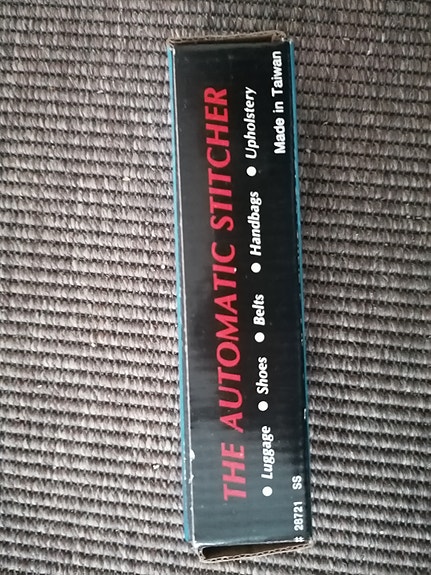 THE AUTOMATIC STITCHER
● Luggage ● Shoes ● Belts ● Handbags ● Upholstery
# 28721 SS Made in Taiwan